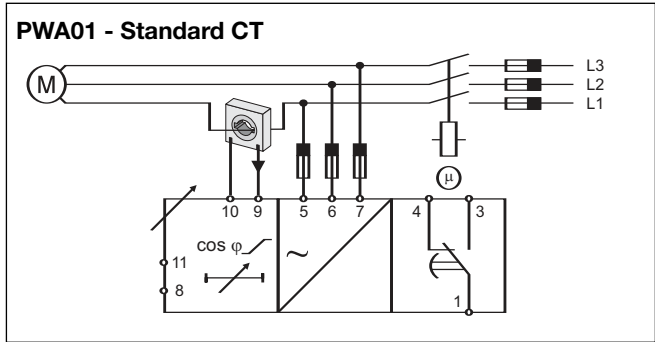 PWA01 - Standard CT
L3
M
L2
L1
μ
10 9 5 6 7 4 3
cos φ
~
11
8
1